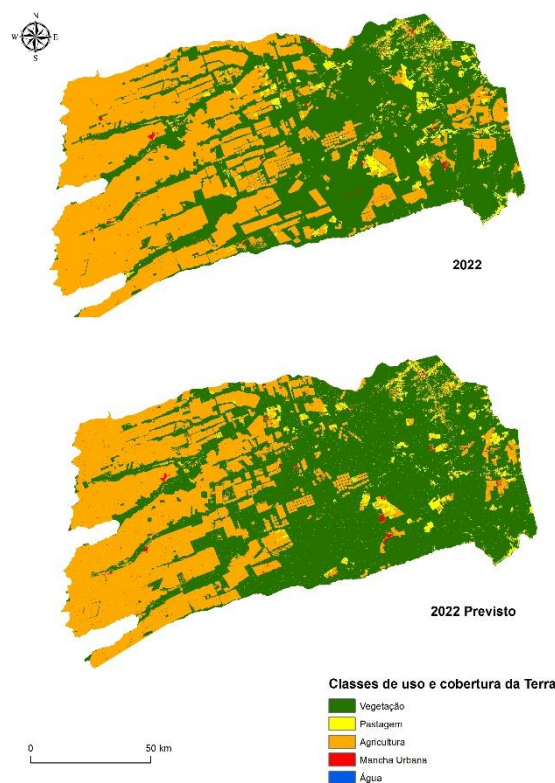 N
W E
S
2022
2022 Previsto
Classes de uso e cobertura da Terra
Vegetação
Pastagem
Agricultura
Mancha Urbana
Água
0 50 km